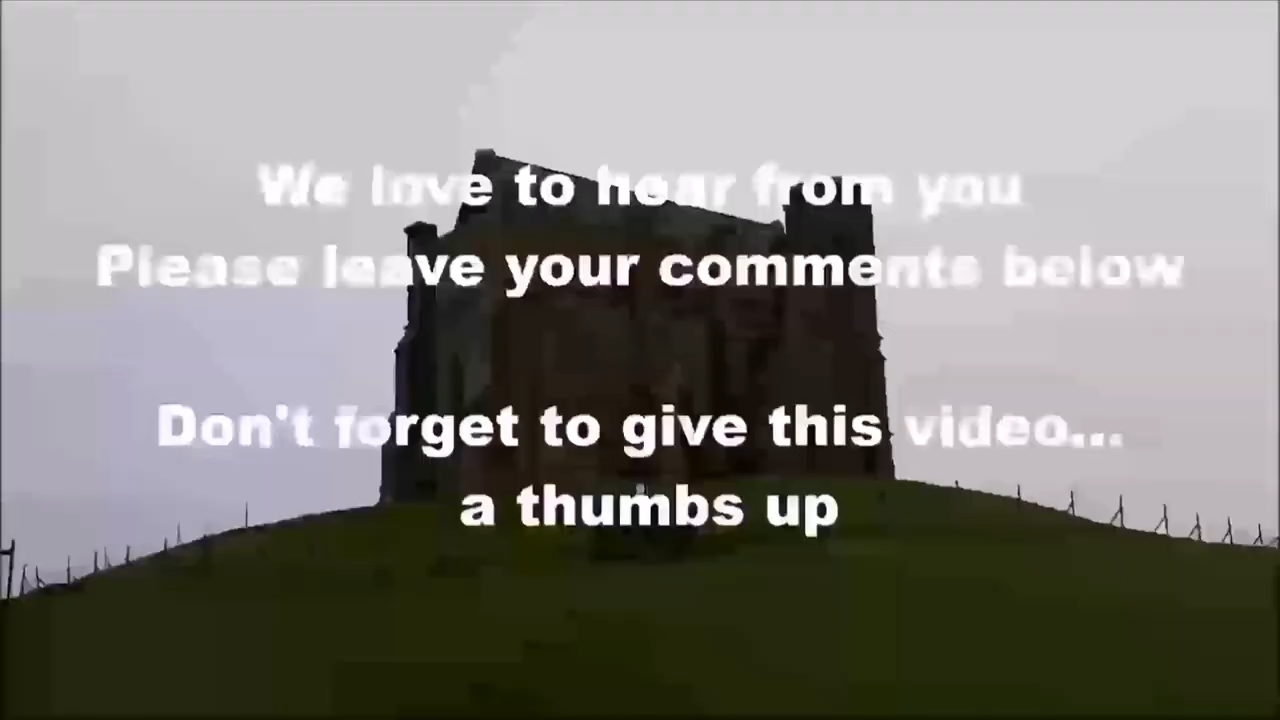 We love to hear from you
Please leave your comments below
Don't forget to give this video...
a thumbs up